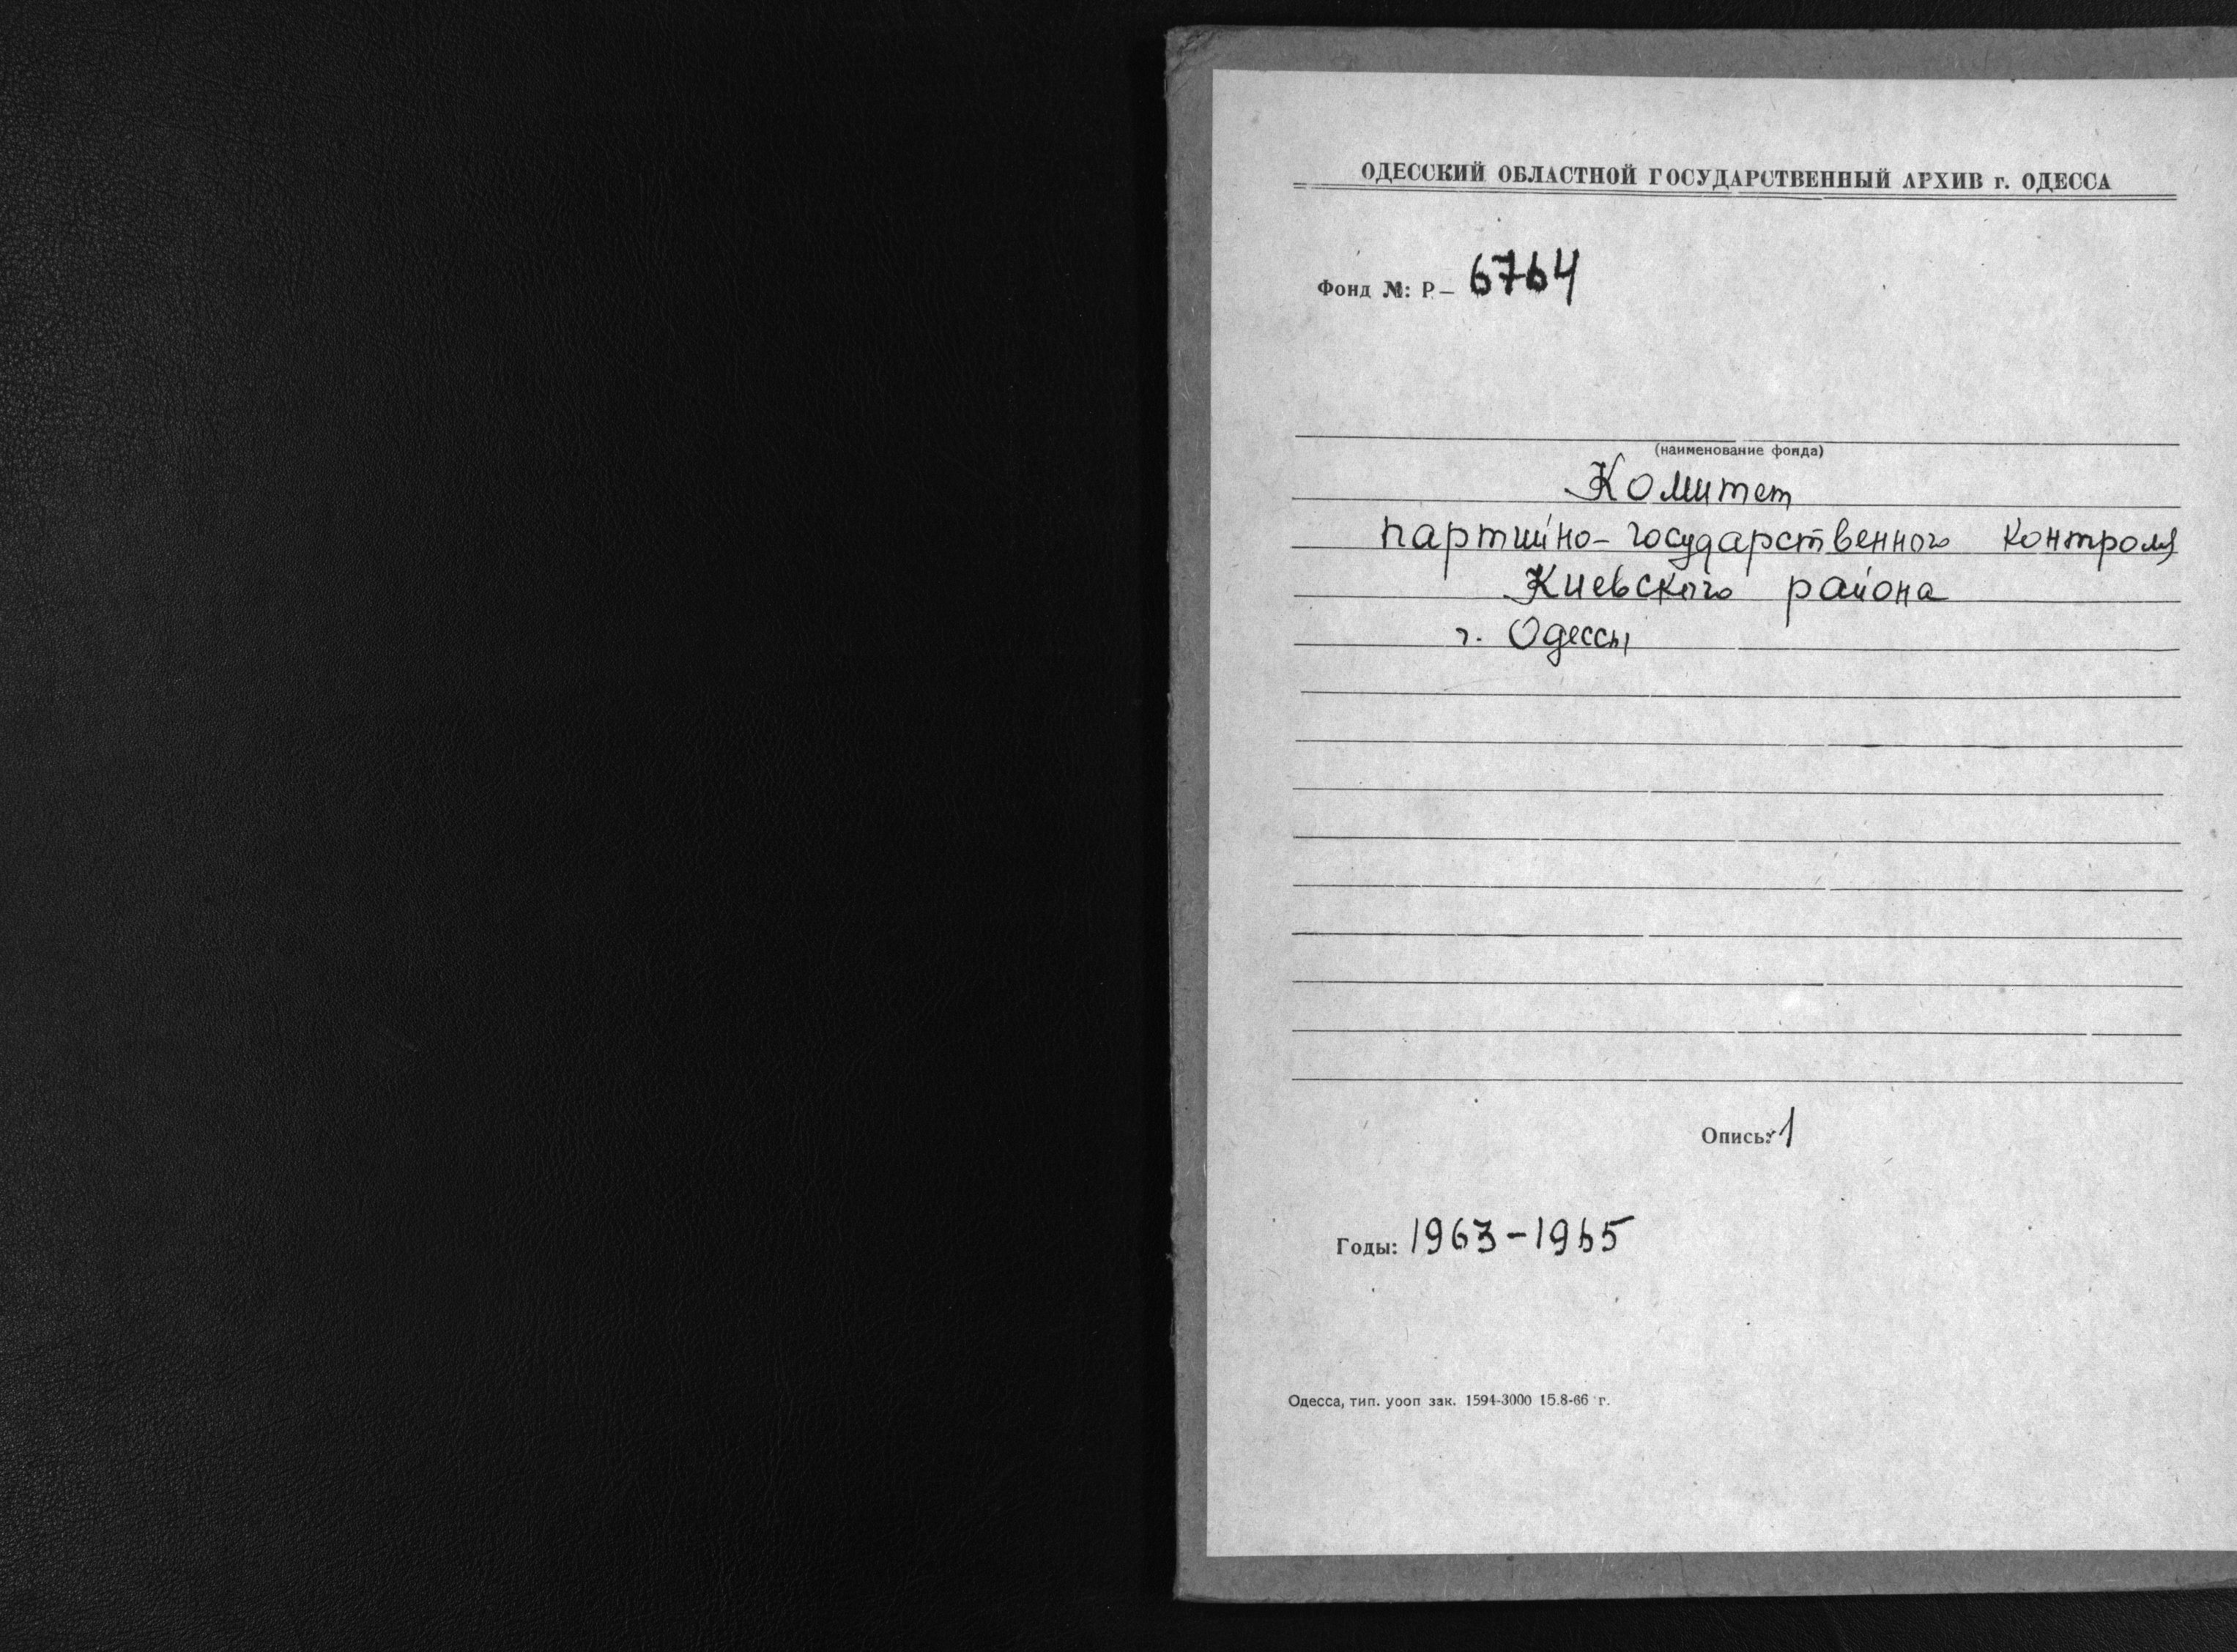 ОДЕССКИЙ ОБЛАСТНОЙ ГОСУДАРСТВЕННЫЙ АРХИВ г. ОДЕССА
Фонд №: Р— 6764
(наименование фонда)
Комитет
партийно-государственного контроля
Киевского района
г. Одессы
Опись: 1
Годы: 1963-1965
Одесса, тип. уооп зак. 1594-3000 15.8-66 г.